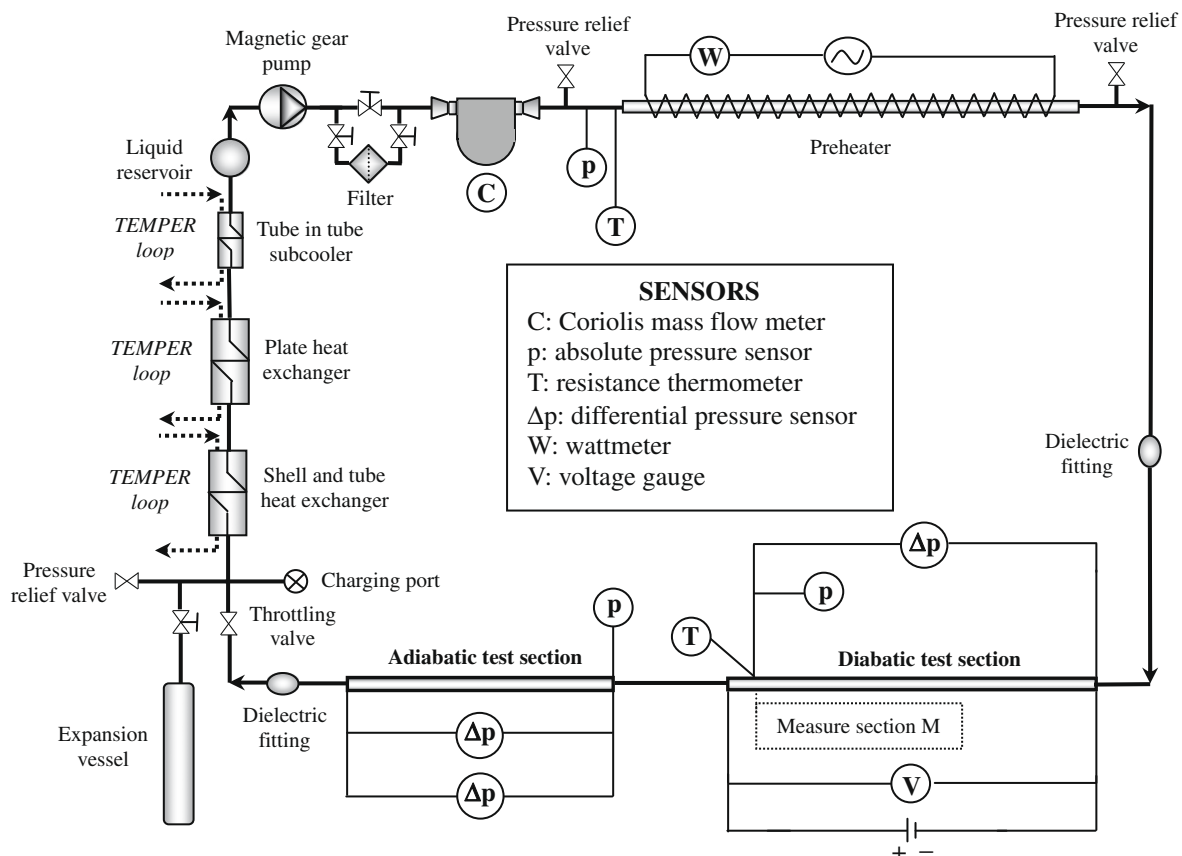 Magnetic gear
pump
Pressure relief
valve
Pressure relief
valve
W
Liquid
reservoir
Filter
C
p
T
Preheater
TEMPER
loop
Tube in tube
subcooler
SENSORS
C: Coriolis mass flow meter
p: absolute pressure sensor
T: resistance thermometer
Δp: differential pressure sensor
W: wattmeter
V: voltage gauge
TEMPER
loop
Plate heat
exchanger
Dielectric
fitting
TEMPER
loop
Shell and tube
heat exchanger
Δp
Pressure
relief valve
Charging port
p
p
Throttling
valve
T
Adiabatic test section
Diabatic test section
Dielectric
fitting
Measure section M
Expansion
vessel
Δp
Δp
V
+ −